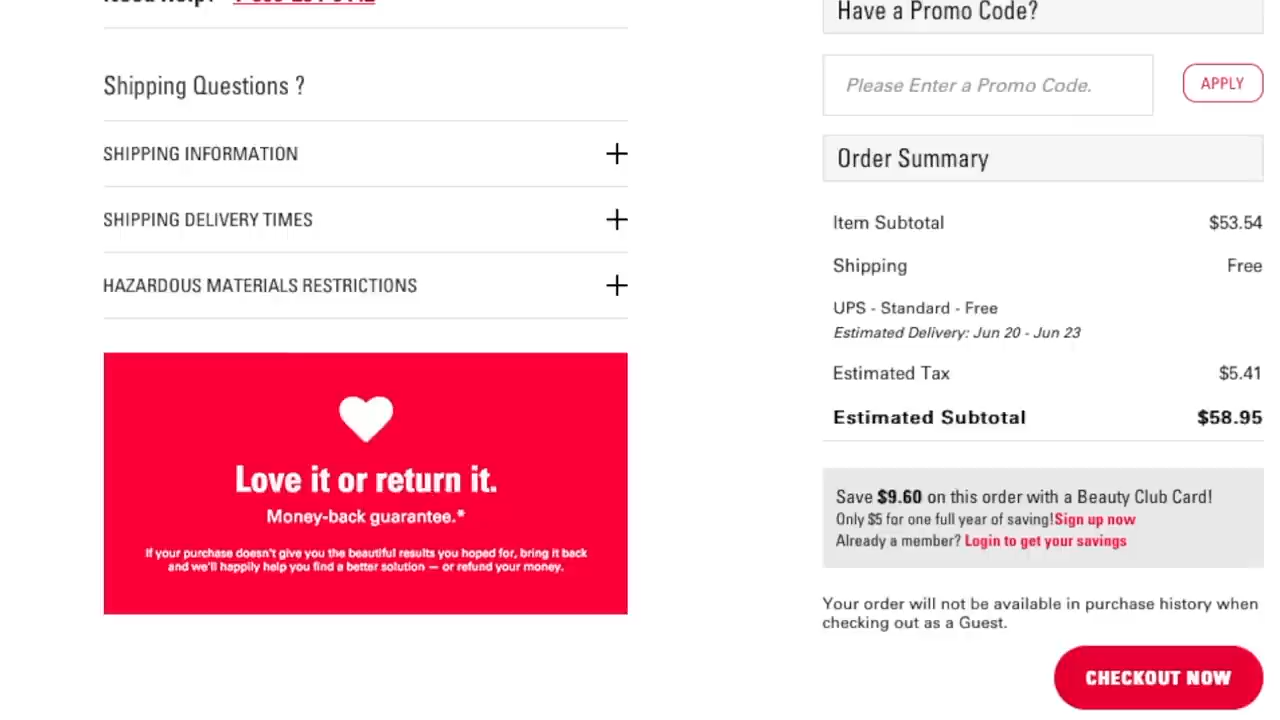 Need Help?
Shipping Questions ?
SHIPPING INFORMATION
SHIPPING DELIVERY TIMES
HAZARDOUS MATERIALS RESTRICTIONS
Love it or return it.
Money-back guarantee.*
If your purchase doesn't give you the beautiful results you hoped for, bring it back
and we'll happily help you find a better solution — or refund your money.
Have a Promo Code?
Please Enter a Promo Code.
APPLY
Order Summary
Item Subtotal $53.54
Shipping Free
UPS - Standard - Free
Estimated Delivery: Jun 20 - Jun 23
Estimated Tax $5.41
Estimated Subtotal $58.95
Save $9.60 on this order with a Beauty Club Card!
Only $5 for one full year of saving!Sign up now
Already a member? Login to get your savings
Your order will not be available in purchase history when
checking out as a Guest.
CHECKOUT NOW